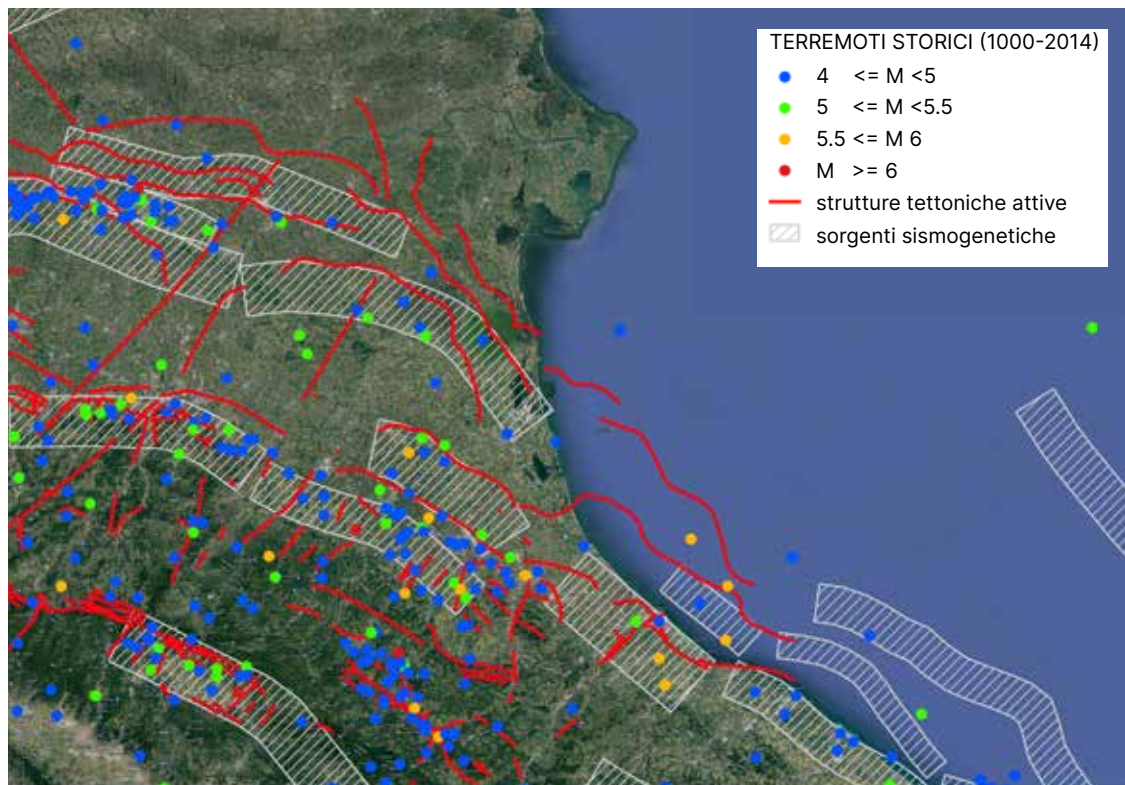 TERREMOTI STORICI (1000-2014)
4 <= M <5
5 <= M <5.5
5.5 <= M 6
M >= 6
strutture tettoniche attive
sorgenti sismogenetiche